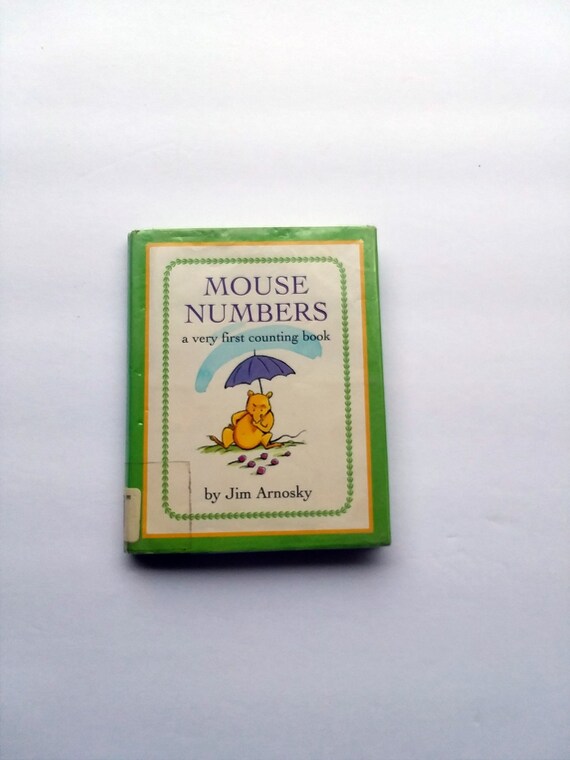 MOUSE
NUMBERS
a very first counting book
by Jim Arnosky